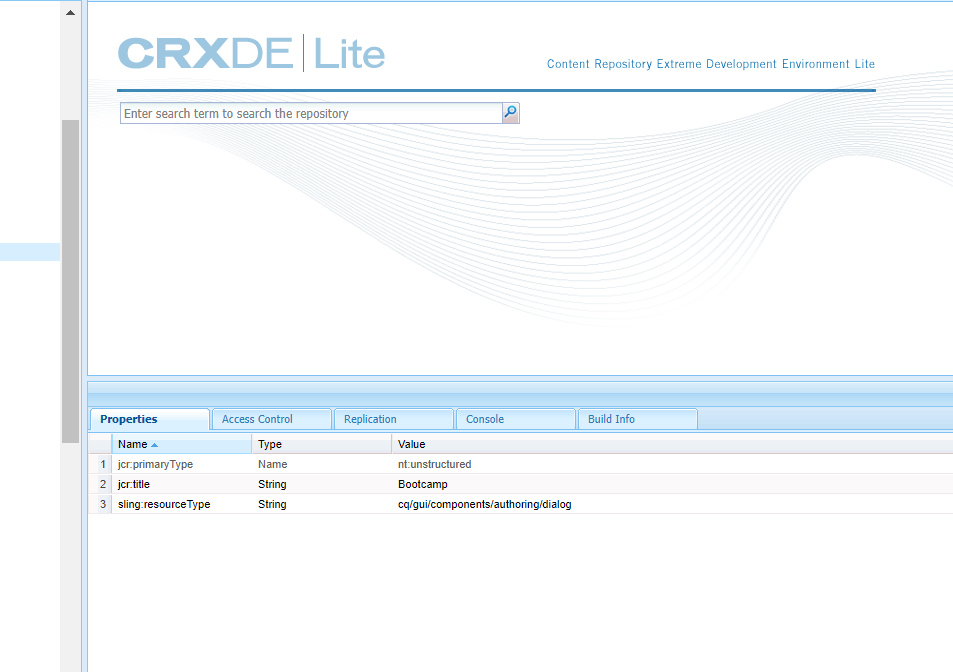 CRXDE Lite
Content Repository Extreme Development Environment Lite
Enter search term to search the repository
Properties Access Control Replication Console Build Info
Name Type Value
1 jcr:primaryType Name nt:unstructured
2 jcr:title String Bootcamp
3 sling:resourceType String cq/gui/components/authoring/dialog